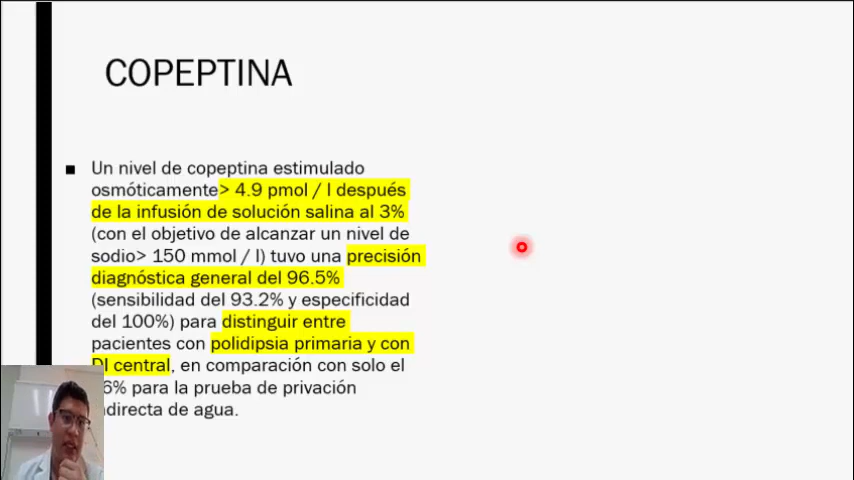 COPEPTINA
Un nivel de copeptina estimulado
osmóticamente> 4.9 pmol / l después
de la infusión de solución salina al 3%
(con el objetivo de alcanzar un nivel de
sodio> 150 mmol / l) tuvo una precisión
diagnóstica general del 96.5%
(sensibilidad del 93.2% y especificidad
del 100%) para distinguir entre
pacientes con polidipsia primaria y con
DI central, en comparación con solo el
6% para la prueba de privación
de agua.